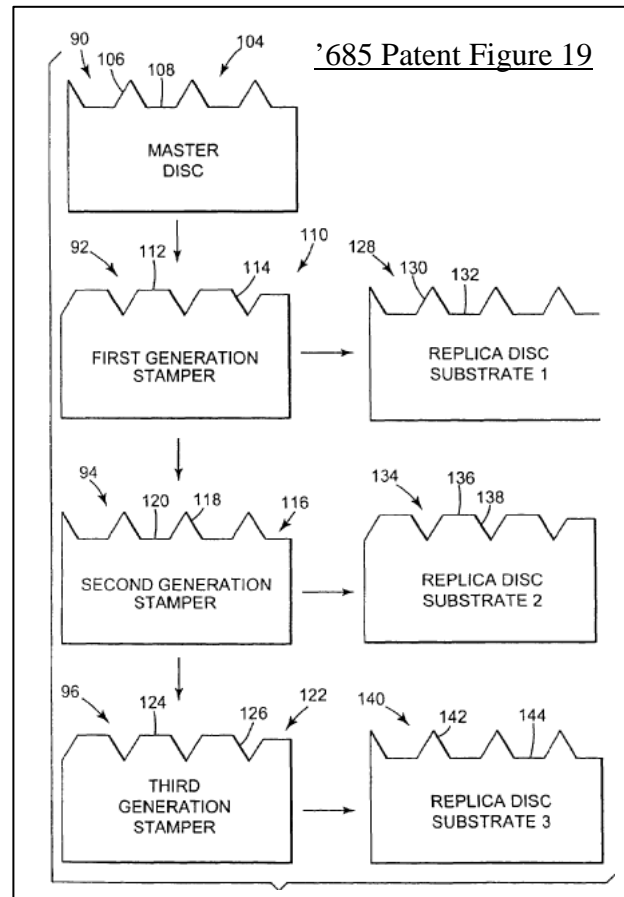 '685 Patent Figure 19
90
106
108
104
MASTER
DISC
92
112
114
110
FIRST GENERATION
STAMPER
128
130
132
REPLICA DISC
SUBSTRATE 1
94
120
118
116
SECOND GENERATION
STAMPER
134
136
138
REPLICA DISC
SUBSTRATE 2
96
124
126
122
THIRD
GENERATION
STAMPER
140
142
144
REPLICA DISC
SUBSTRATE 3